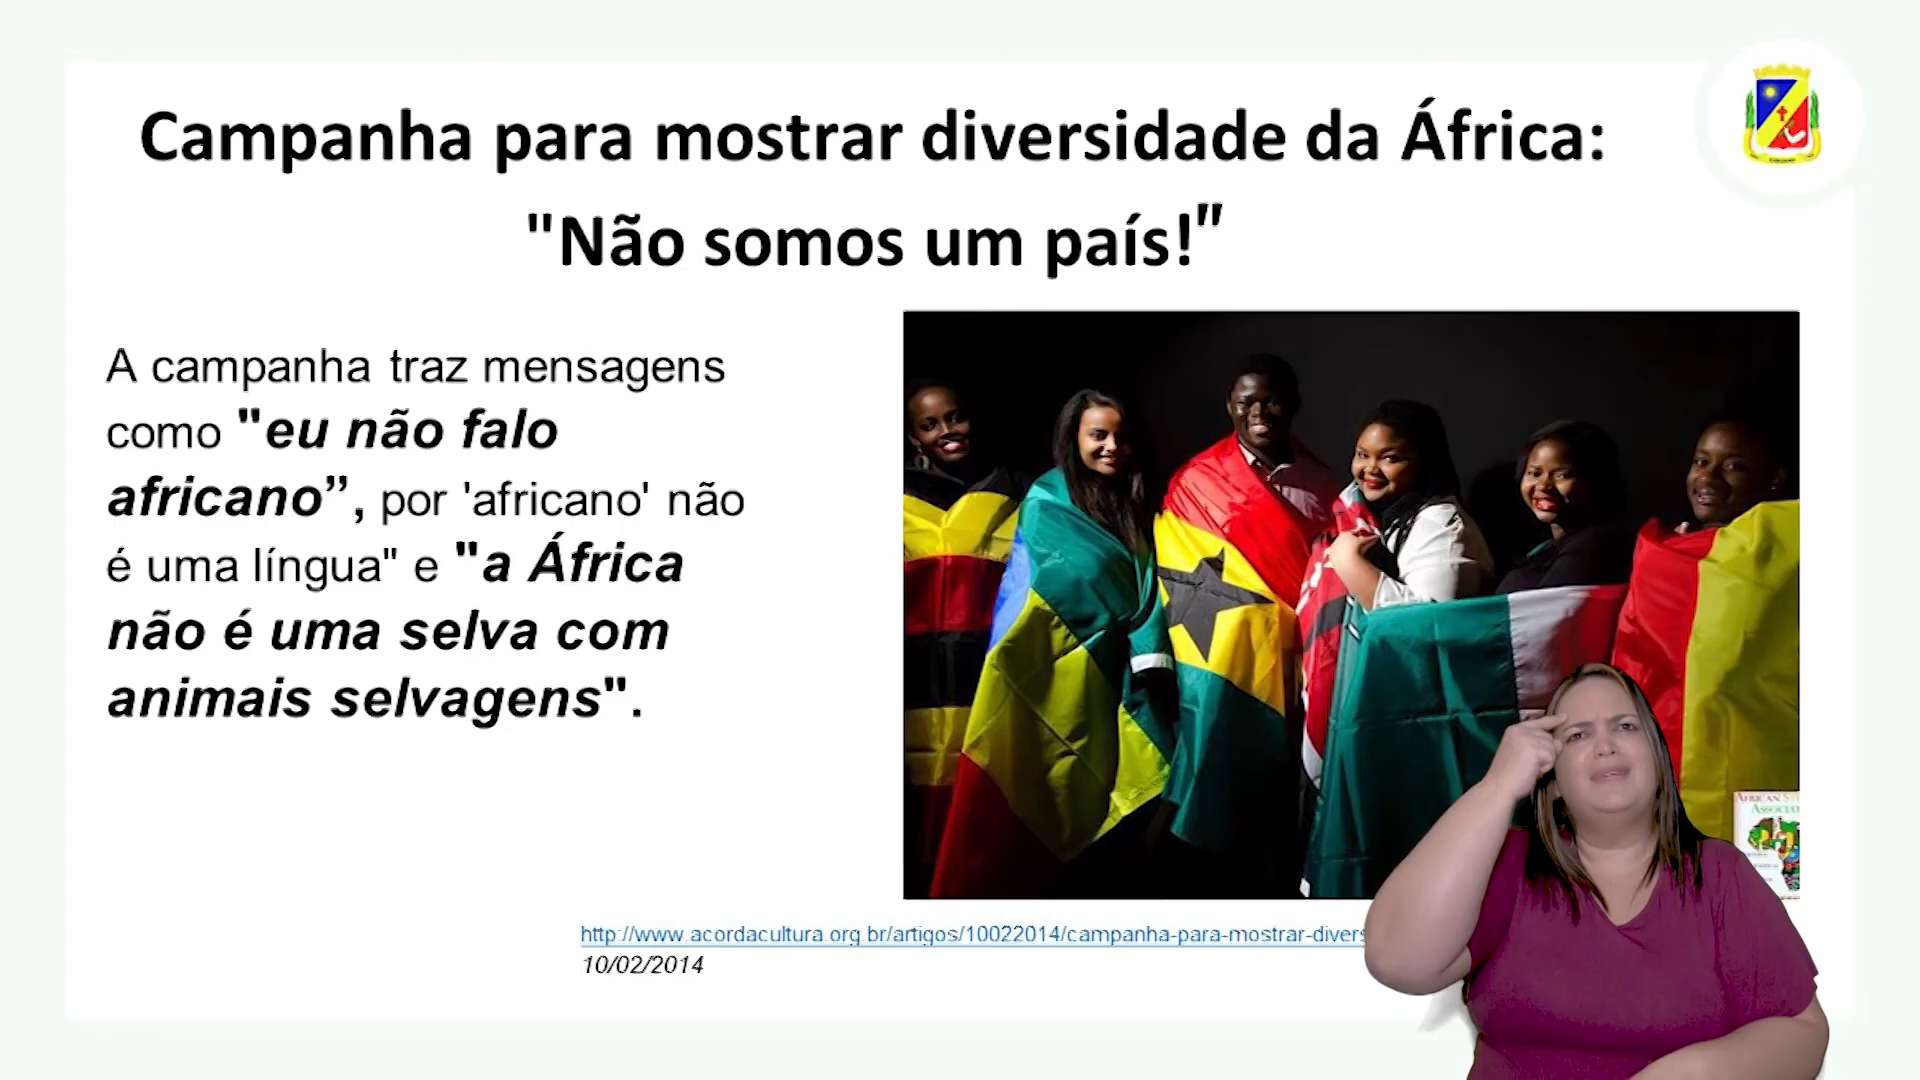 Campanha para mostrar diversidade da África:
"Não somos um país!"
A campanha traz mensagens
como "eu não falo
africano”, por 'africano' não
é uma língua" e "a África
não é uma selva com
animais selvagens".
http://www.acordacultura.org.br/artigos/10022014/campanha-para-mostrar-divers
10/02/2014